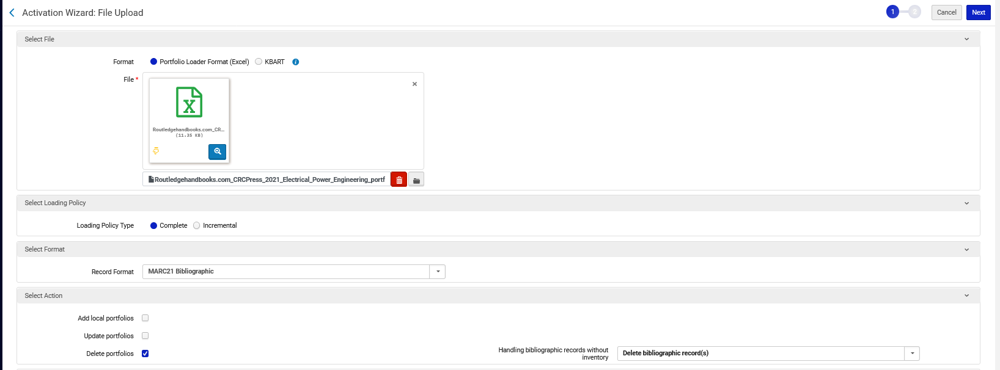 Activation Wizard: File Upload
1
2
Cancel
Next
Select File
Format
Portfolio Loader Format (Excel)
KBART
File *
Routledgehandbooks.com_CR...
(11.35 KB)
Routledgehandbooks.com_CRCPress_2021_Electrical_Power_Engineering_portf
Select Loading Policy
Loading Policy Type
Complete
Incremental
Select Format
Record Format
MARC21 Bibliographic
Select Action
Add local portfolios
Update portfolios
Delete portfolios
Handling bibliographic records without
inventory
Delete bibliographic record(s)